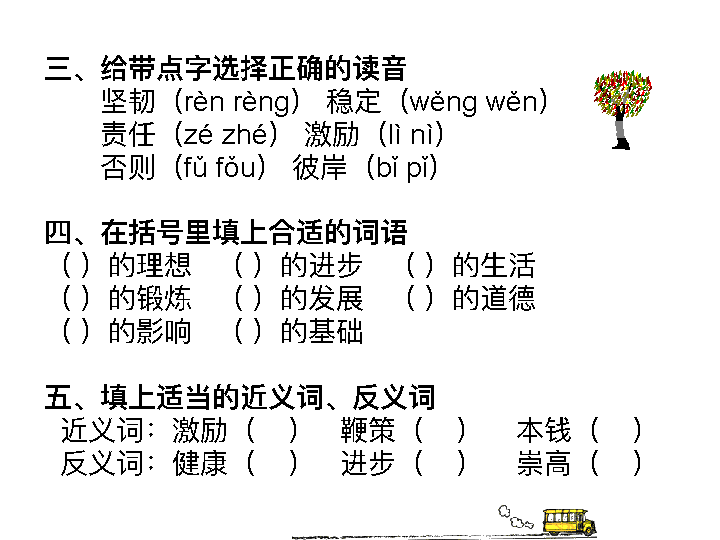 三、给带点字选择正确的读音
坚韧（rèn rèng） 稳定（wěng wěn）
责任（zé zhé） 激励（lì nì）
否则（fǔ fǒu） 彼岸（bǐ pǐ）
四、在括号里填上合适的词语
（ ）的理想 （ ）的进步 （ ）的生活
（ ）的锻炼 （ ）的发展 （ ）的道德
（ ）的影响 （ ）的基础
五、填上适当的近义词、反义词
近义词：激励（ ） 鞭策（ ） 本钱（ ）
反义词：健康（ ） 进步（ ） 崇高（ ）